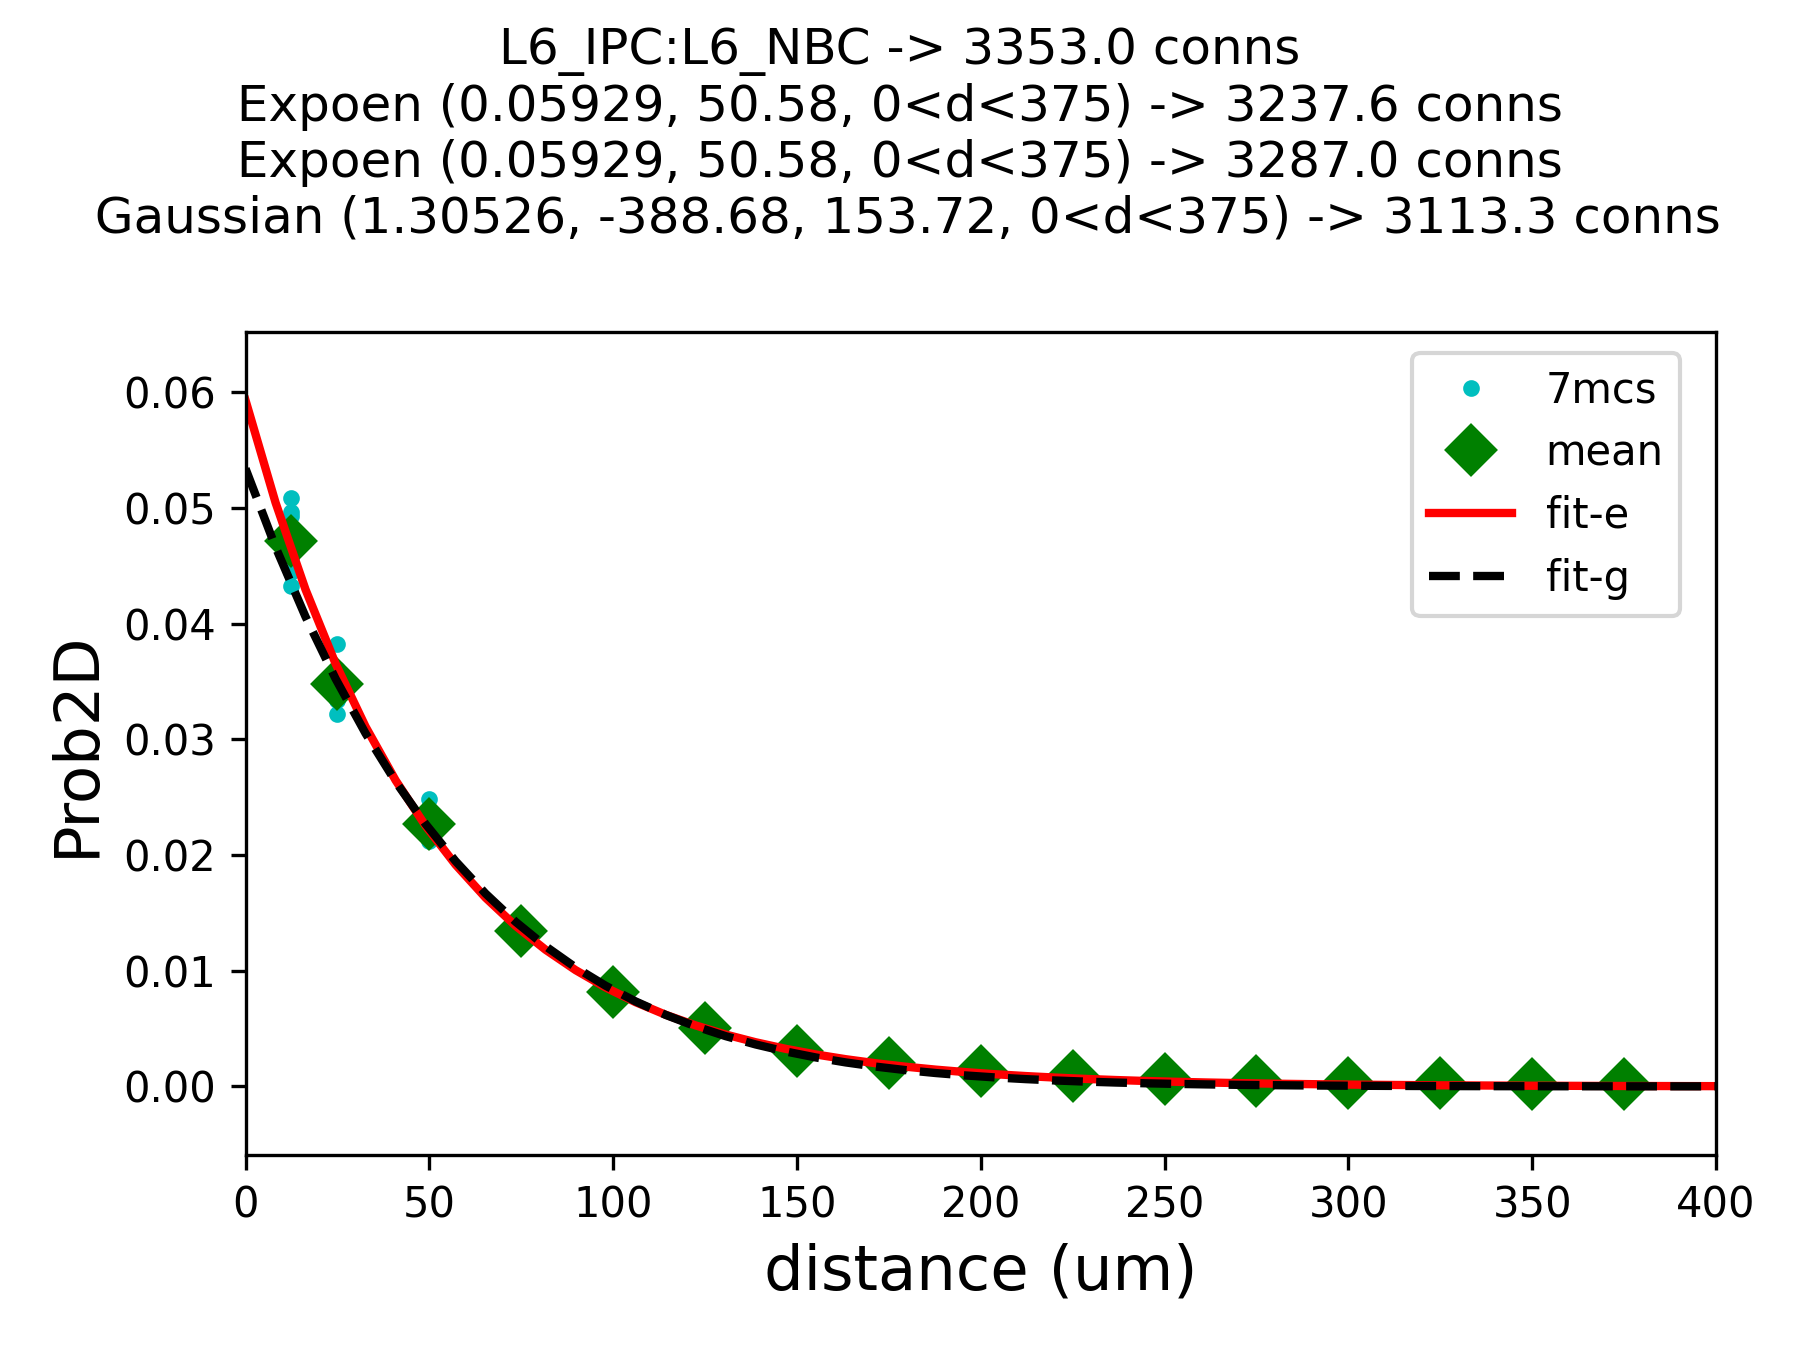 L6_IPC:L6_NBC -> 3353.0 conns
Expoen (0.05929, 50.58, 0<d<375) -> 3237.6 conns
Expoen (0.05929, 50.58, 0<d<375) -> 3287.0 conns
Gaussian (1.30526, -388.68, 153.72, 0<d<375) -> 3113.3 conns
7mcs
mean
fit-e
fit-g
Prob2D
0.06
0.05
0.04
0.03
0.02
0.01
0.00
0 50 100 150 200 250 300 350 400
distance (um)